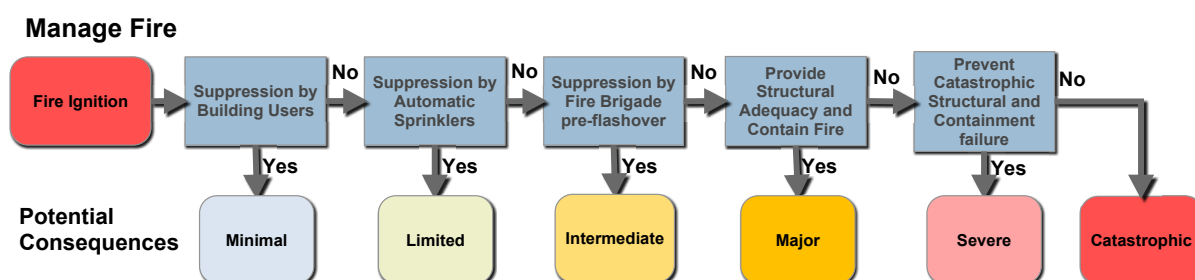 Manage Fire
Fire Ignition
Suppression by
Building Users
No
Suppression by
Automatic
Sprinklers
No
Suppression by
Fire Brigade
pre-flashover
No
Provide
Structural
Adequacy and
Contain Fire
No
Prevent
Catastrophic
Structural and
Containment
failure
No
Yes
Yes
Yes
Yes
Yes
Potential
Consequences
Minimal
Limited
Intermediate
Major
Severe
Catastrophic